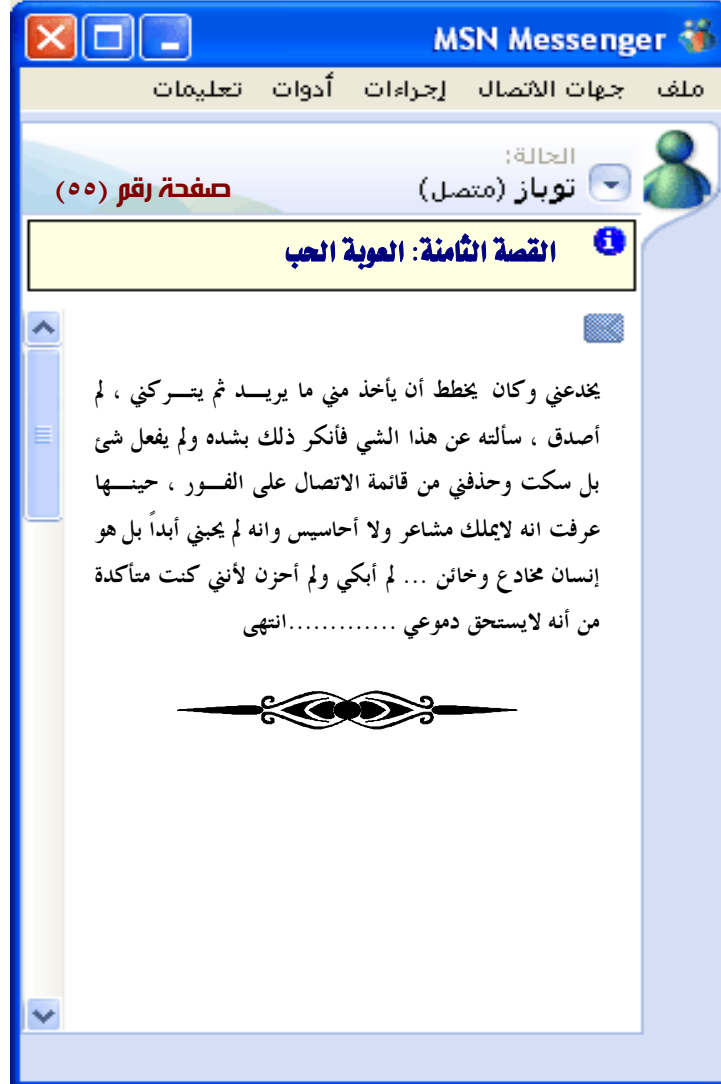 MSN Messenger
ملف جهات الاتصال إجراءات أدوات تعليمات
الحالة:
توباز (متصل)
صفحة رقم (٥٥)
القصة الثامنة: العوبة الحب
يخدعني وكان يخطط أن يأخذ مني ما يريـــد ثم يتـــركني ، لم
أصدق ، سألته عن هذا الشي فأنكر ذلك بشده ولم يفعل شئ
بل سكت وحذفني من قائمة الاتصال على الفـــور ، حينـــها
عرفت انه لايملك مشاعر ولا أحاسيس وانه لم يحبني أبداً بل هو
إنسان مخادع وخائن ... لم أبكي ولم أحزن لأنني كنت متأكدة
من أنه لايستحق دموعي .............انتهى